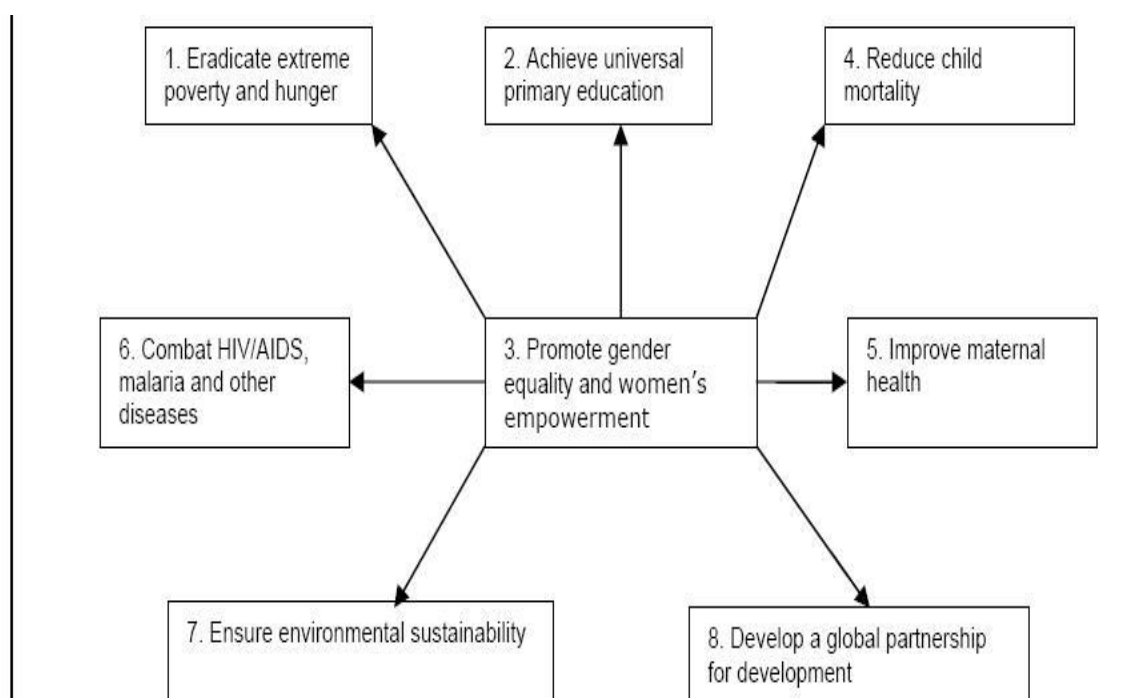 1. Eradicate extreme
poverty and hunger
2. Achieve universal
primary education
4. Reduce child
mortality
6. Combat HIV/AIDS,
malaria and other
diseases
3. Promote gender
equality and women's
empowerment
5. Improve maternal
health
7. Ensure environmental sustainability
8. Develop a global partnership
for development